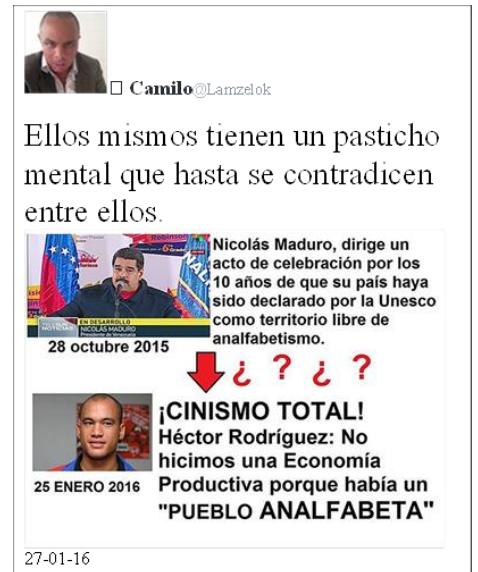 □ Camilo@Lamzelok
Ellos mismos tienen un pasticho
mental que hasta se contradicen
entre ellos.
Nicolás Maduro, dirige un
acto de celebración por los
10 años de que su país haya
sido declarado por la Unesco
como territorio libre de
analfabetismo.
EN DESARROLLO
NICOLÁS MADURO
Presidente de Venezuela
28 octubre 2015
¿ ? ¿ ?
¡CINISMO TOTAL!
Héctor Rodríguez: No
hicimos una Economía
Productiva porque había un
"PUEBLO ANALFABETA"
25 ENERO 2016
27-01-16